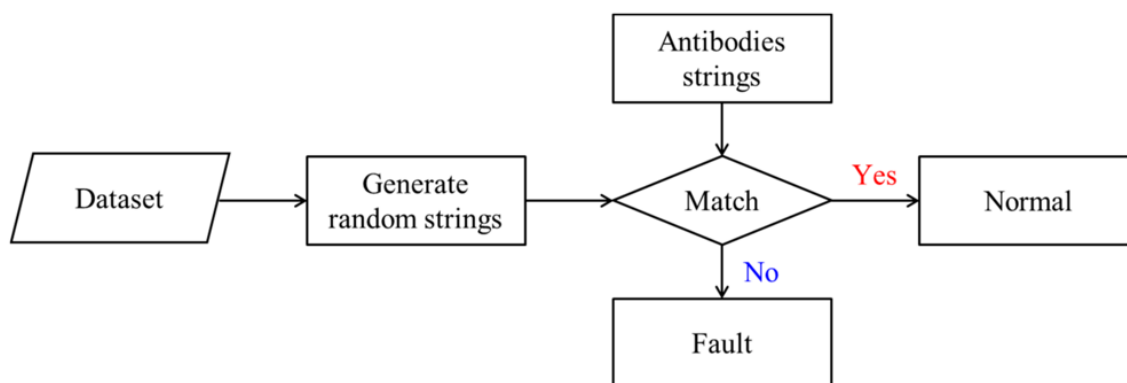 Antibodies
strings
Dataset
Generate
random strings
Match
Yes
Normal
No
Fault